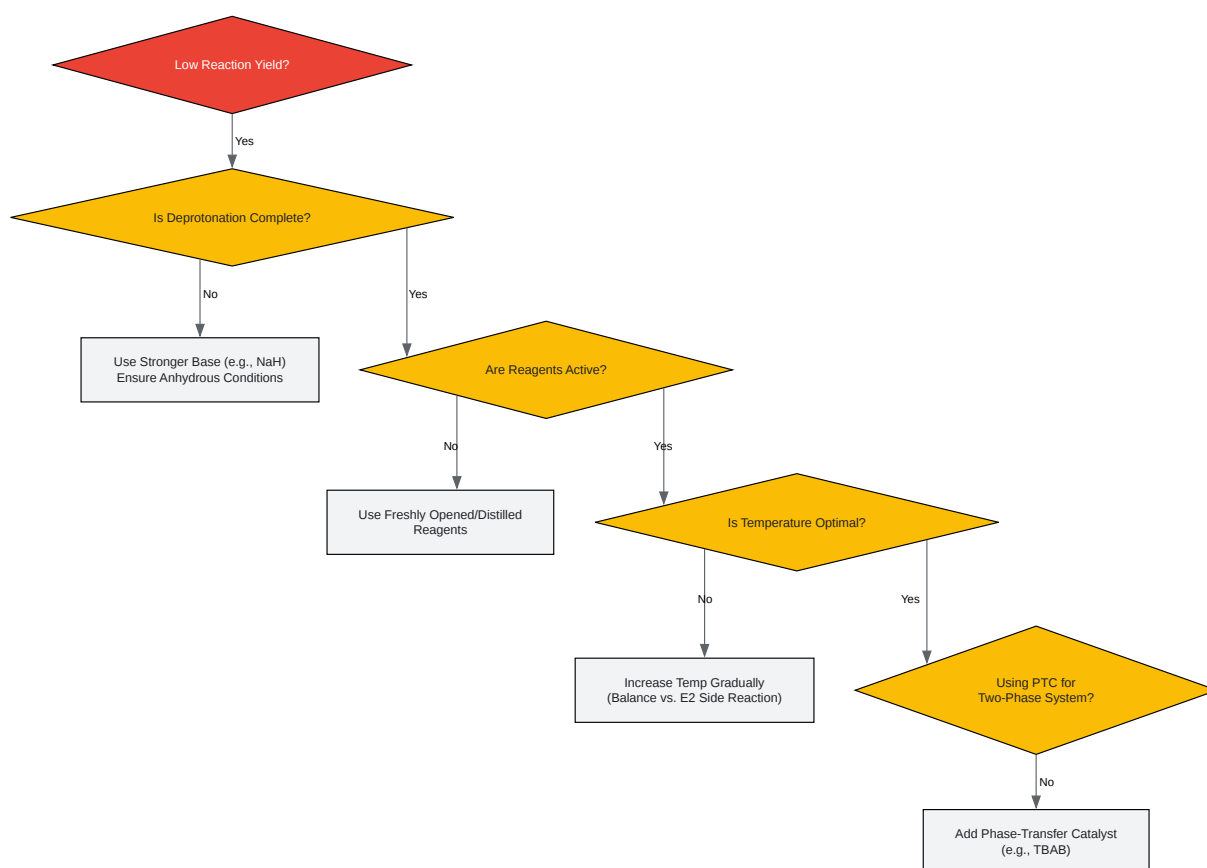 Low Reaction Yield?
Yes
Is Deprotonation Complete?
No
Yes
Use Stronger Base (e.g., NaH)
Ensure Anhydrous Conditions
Are Reagents Active?
No
Yes
Use Freshly Opened/Distilled
Reagents
Is Temperature Optimal?
No
Yes
Increase Temp Gradually
(Balance vs. E2 Side Reaction)
Using PTC for
Two-Phase System?
No
Add Phase-Transfer Catalyst
(e.g., TBAB)